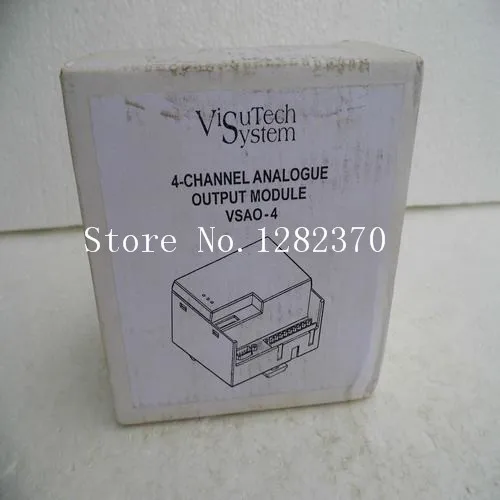 ViSuTech
System
4-CHANNEL ANALOGUE
OUTPUT MODULE
VSAO-4
Store No.1282370